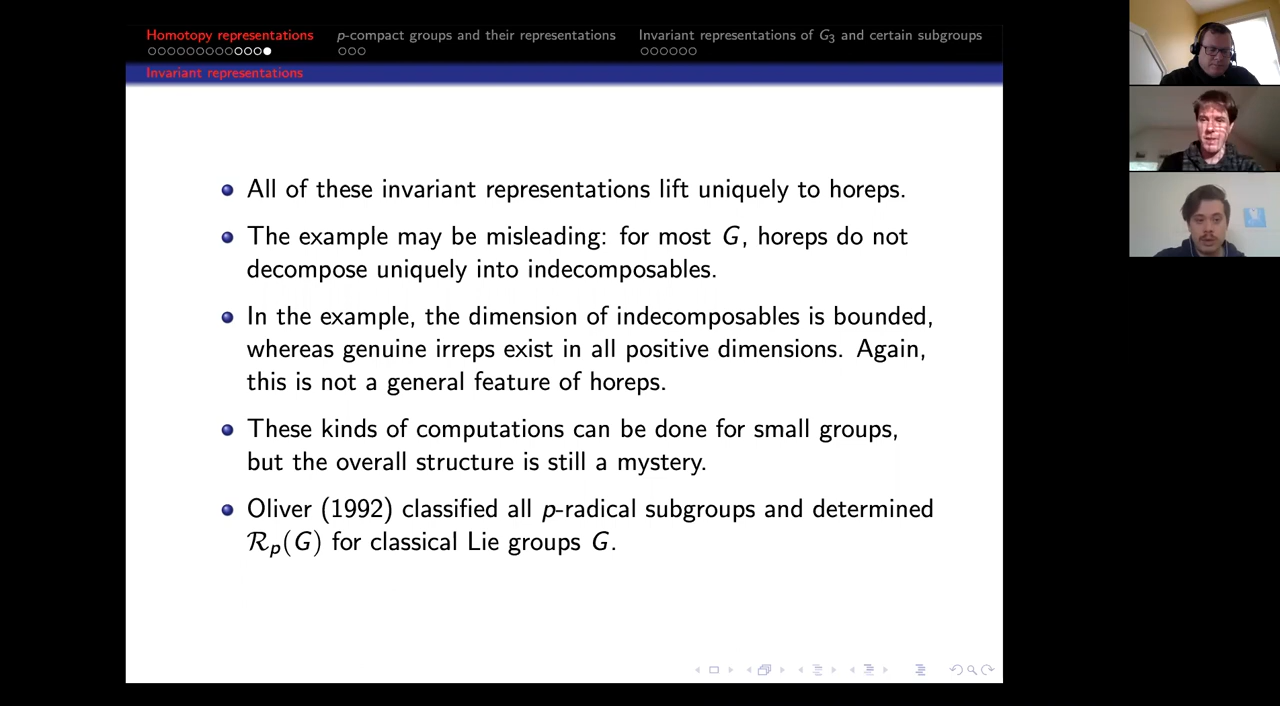 Homotopy representations
p-compact groups and their representations
Invariant representations of G₃ and certain subgroups
Invariant representations
All of these invariant representations lift uniquely to horeps.
The example may be misleading: for most G, horeps do not
decompose uniquely into indecomposables.
In the example, the dimension of indecomposables is bounded,
whereas genuine irreps exist in all positive dimensions. Again,
this is not a general feature of horeps.
These kinds of computations can be done for small groups,
but the overall structure is still a mystery.
Oliver (1992) classified all p-radical subgroups and determined
ℛₚ(G) for classical Lie groups G.